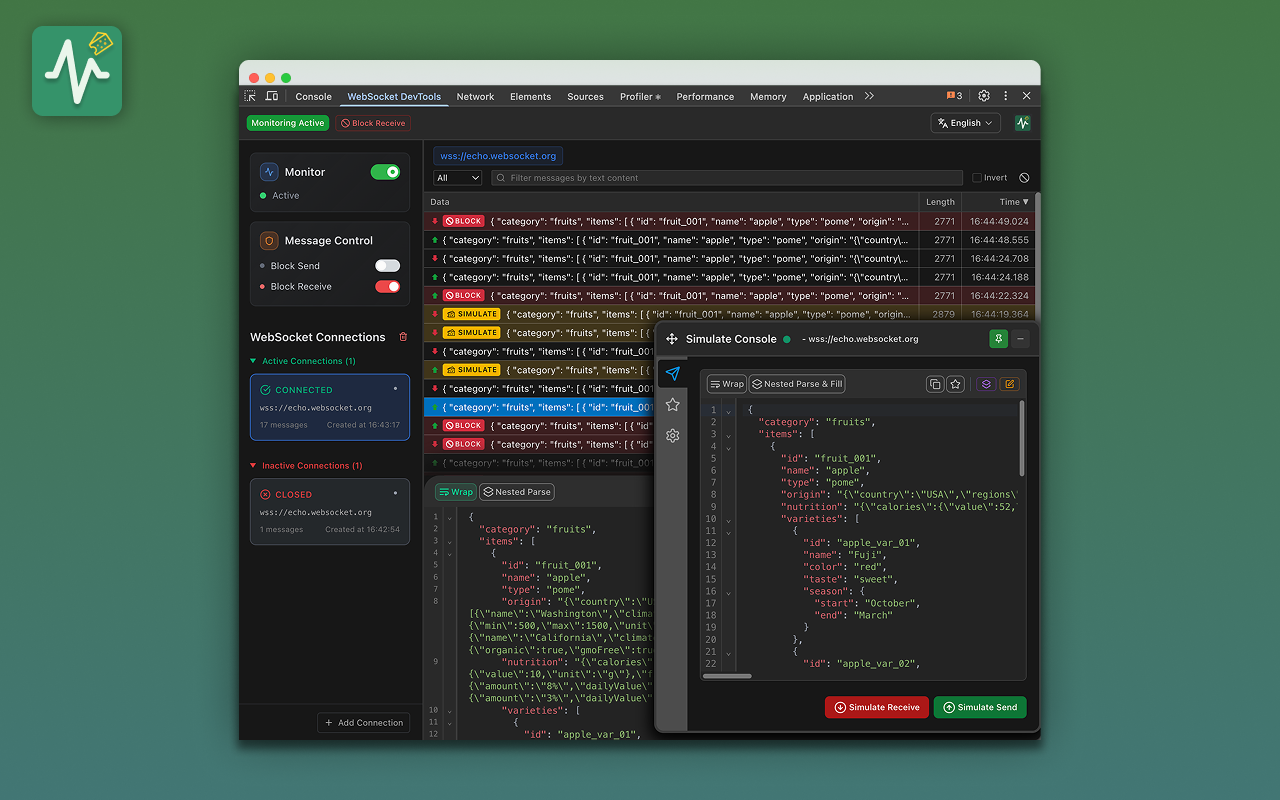 Console WebSocket DevTools Network Elements Sources Profiler Performance Memory Application 3
Monitoring Active Block Receive English
Monitor
Active
Message Control
Block Send
Block Receive
WebSocket Connections
Active Connections (1)
CONNECTED
wss://echo.websocket.org
17 messages Created at 16:43:17
Inactive Connections (1)
CLOSED
wss://echo.websocket.org
1 messages Created at 16:42:54
+ Add Connection
wss://echo.websocket.org
All Filter messages by text content Invert
Data Length Time ▼
BLOCK { "category": "fruits", "items": [ { "id": "fruit_001", "name": "apple", "type": "pome", "origin": "... 2771 16:44:49.024
{ "category": "fruits", "items": [ { "id": "fruit_001", "name": "apple", "type": "pome", "origin": "{\"country\... 2771 16:44:48.555
{ "category": "fruits", "items": [ { "id": "fruit_001", "name": "apple", "type": "pome", "origin": "{\"country\... 2771 16:44:24.708
{ "category": "fruits", "items": [ { "id": "fruit_001", "name": "apple", "type": "pome", "origin": "{\"country\... 2771 16:44:24.188
BLOCK { "category": "fruits", "items": [ { "id": "fruit_001", "name": "apple", "type": "pome", "origin": "... 2771 16:44:22.324
SIMULATE { "category": "fruits", "items": [ { "id": "fruit_001", "name": "apple", "type": "pome", "origin": "... 2879 16:44:19.364
SIMULATE { "category": "fruits", "items": [ { "id": "fru
{ "category": "fruits", "items": [ { "id": "fruit_001
SIMULATE { "category": "fruits", "items": [ { "id": "fru
{ "category": "fruits", "items": [ { "id": "fruit_001
{ "category": "fruits", "items": [ { "id": "fruit_001
BLOCK { "category": "fruits", "items": [ { "id
BLOCK { "category": "fruits", "items": [ { "id
{ "category": "fruits", "items": [ { "id": "fruit_001
Wrap Nested Parse
1 {
2 "category": "fruits",
3 "items": [
4 {
5 "id": "fruit_001",
6 "name": "apple",
7 "type": "pome",
8 "origin": "{\"country\":\"U
[{\"name\":\"Washington\",\"clima
{\"min\":500,\"max\":1500,\"unit\
{\"name\":\"California\",\"climat
{\"organic\":true,\"gmoFree\":tru
9 "nutrition": "{\"calories\"
{\"value\":10,\"unit\":\"g\"},\"f
{\"amount\":\"8%\",\"dailyValue\"
{\"amount\":\"3%\",\"dailyValue\"
10 "varieties": [
11 {
12 "id": "apple_var_01",
Simulate Console - wss://echo.websocket.org
Wrap Nested Parse & Fill
1 {
2 "category": "fruits",
3 "items": [
4 {
5 "id": "fruit_001",
6 "name": "apple",
7 "type": "pome",
8 "origin": "{\"country\":\"USA\",\"regions\"
9 "nutrition": "{\"calories\":{\"value\":52,
10 "varieties": [
11 {
12 "id": "apple_var_01",
13 "name": "Fuji",
14 "color": "red",
15 "taste": "sweet",
16 "season": {
17 "start": "October",
18 "end": "March"
19 }
20 },
21 {
22 "id": "apple_var_02",
Simulate Receive Simulate Send